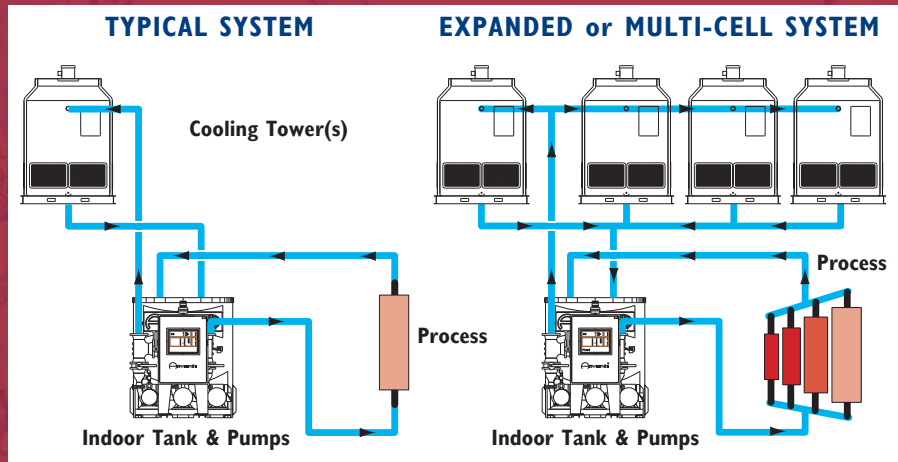 TYPICAL SYSTEM
EXPANDED or MULTI-CELL SYSTEM
Cooling Tower(s)
Process
Process
Indoor Tank & Pumps
Indoor Tank & Pumps